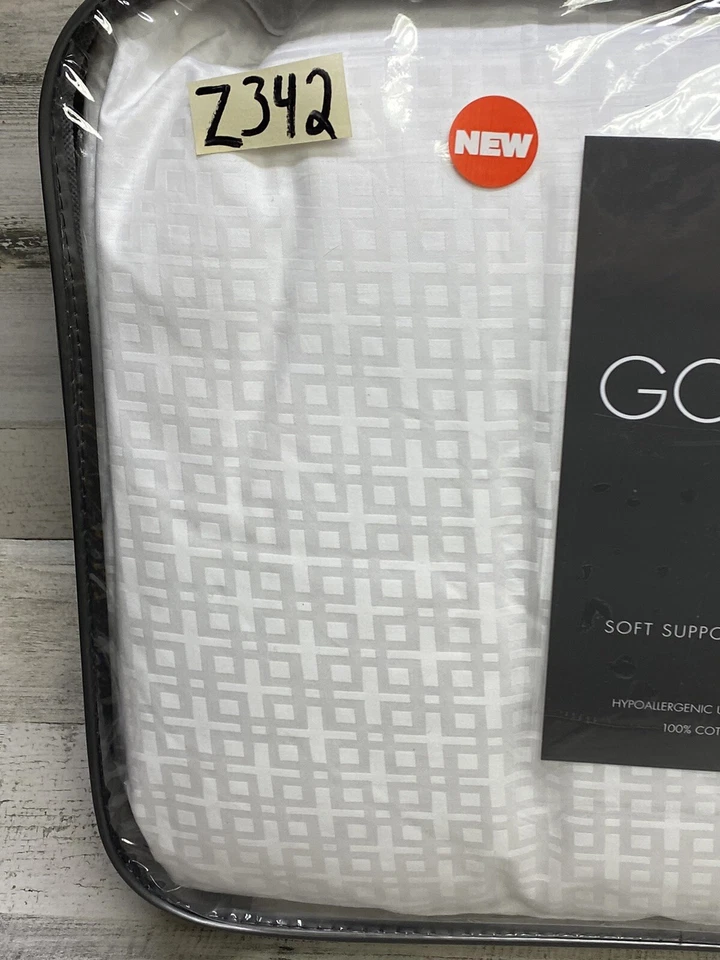 Z342
NEW
GO
SOFT SUPPO
HYPOALLERGENIC
100% COT